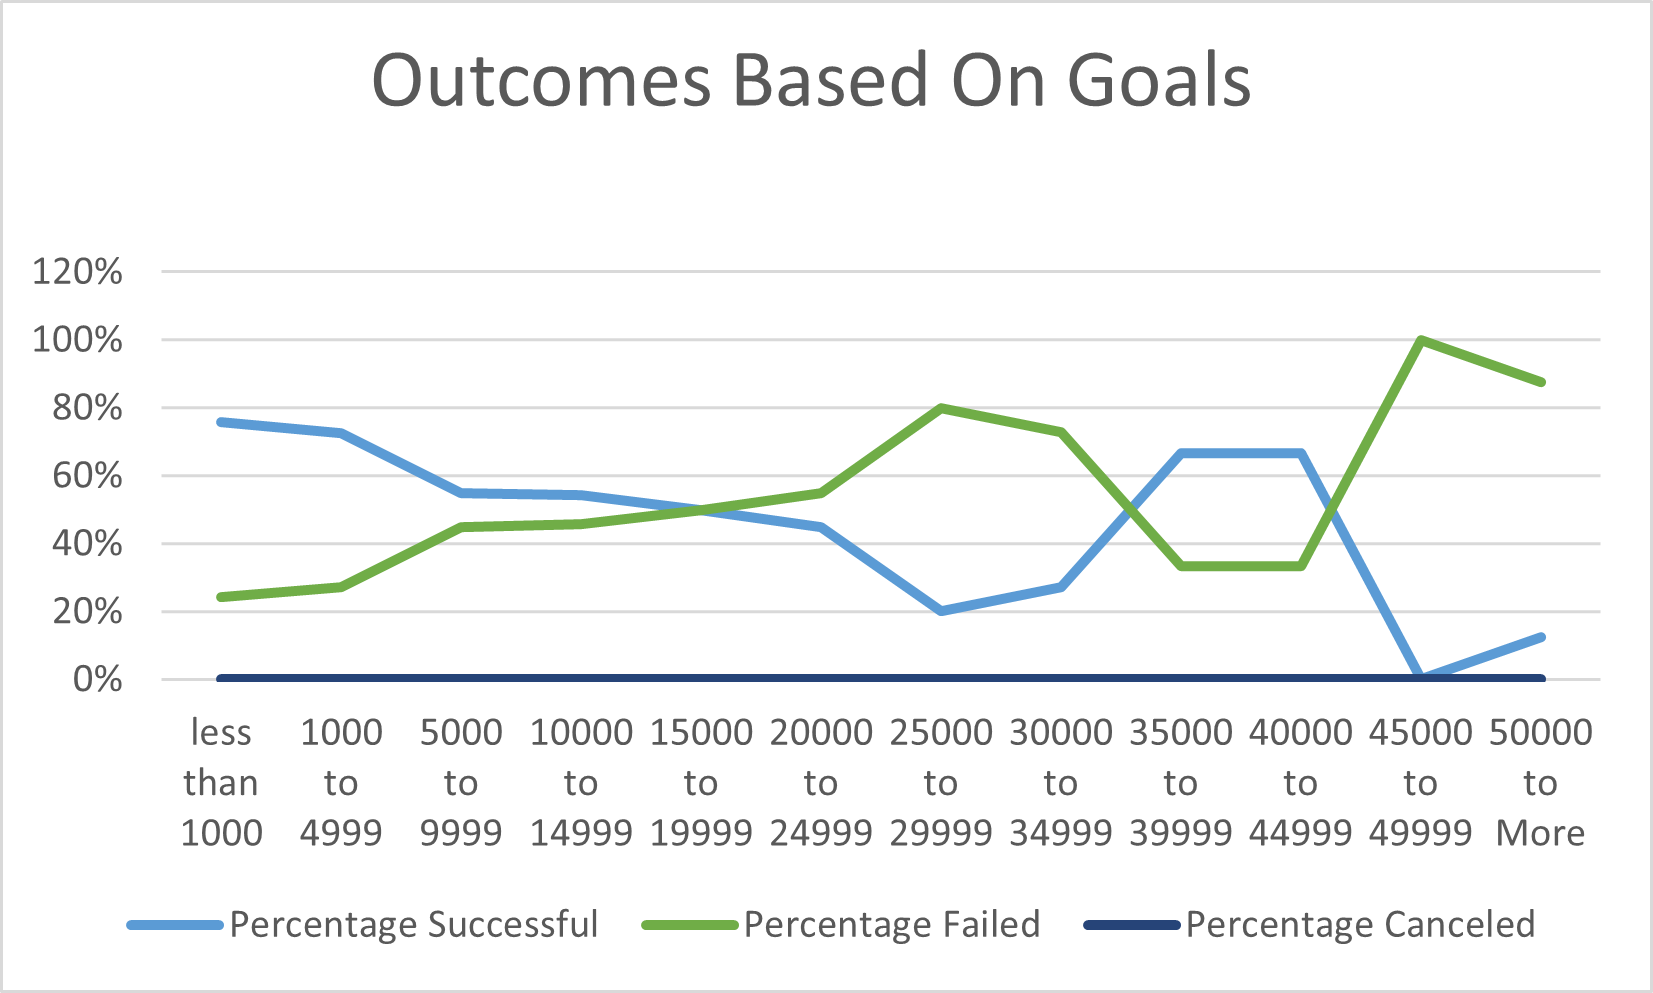 Outcomes Based On Goals
120%
100%
80%
60%
40%
20%
0%
less than 1000
1000 to 4999
5000 to 9999
10000 to 14999
15000 to 19999
20000 to 24999
25000 to 29999
30000 to 34999
35000 to 39999
40000 to 44999
45000 to 49999
50000 to More
Percentage Successful
Percentage Failed
Percentage Canceled